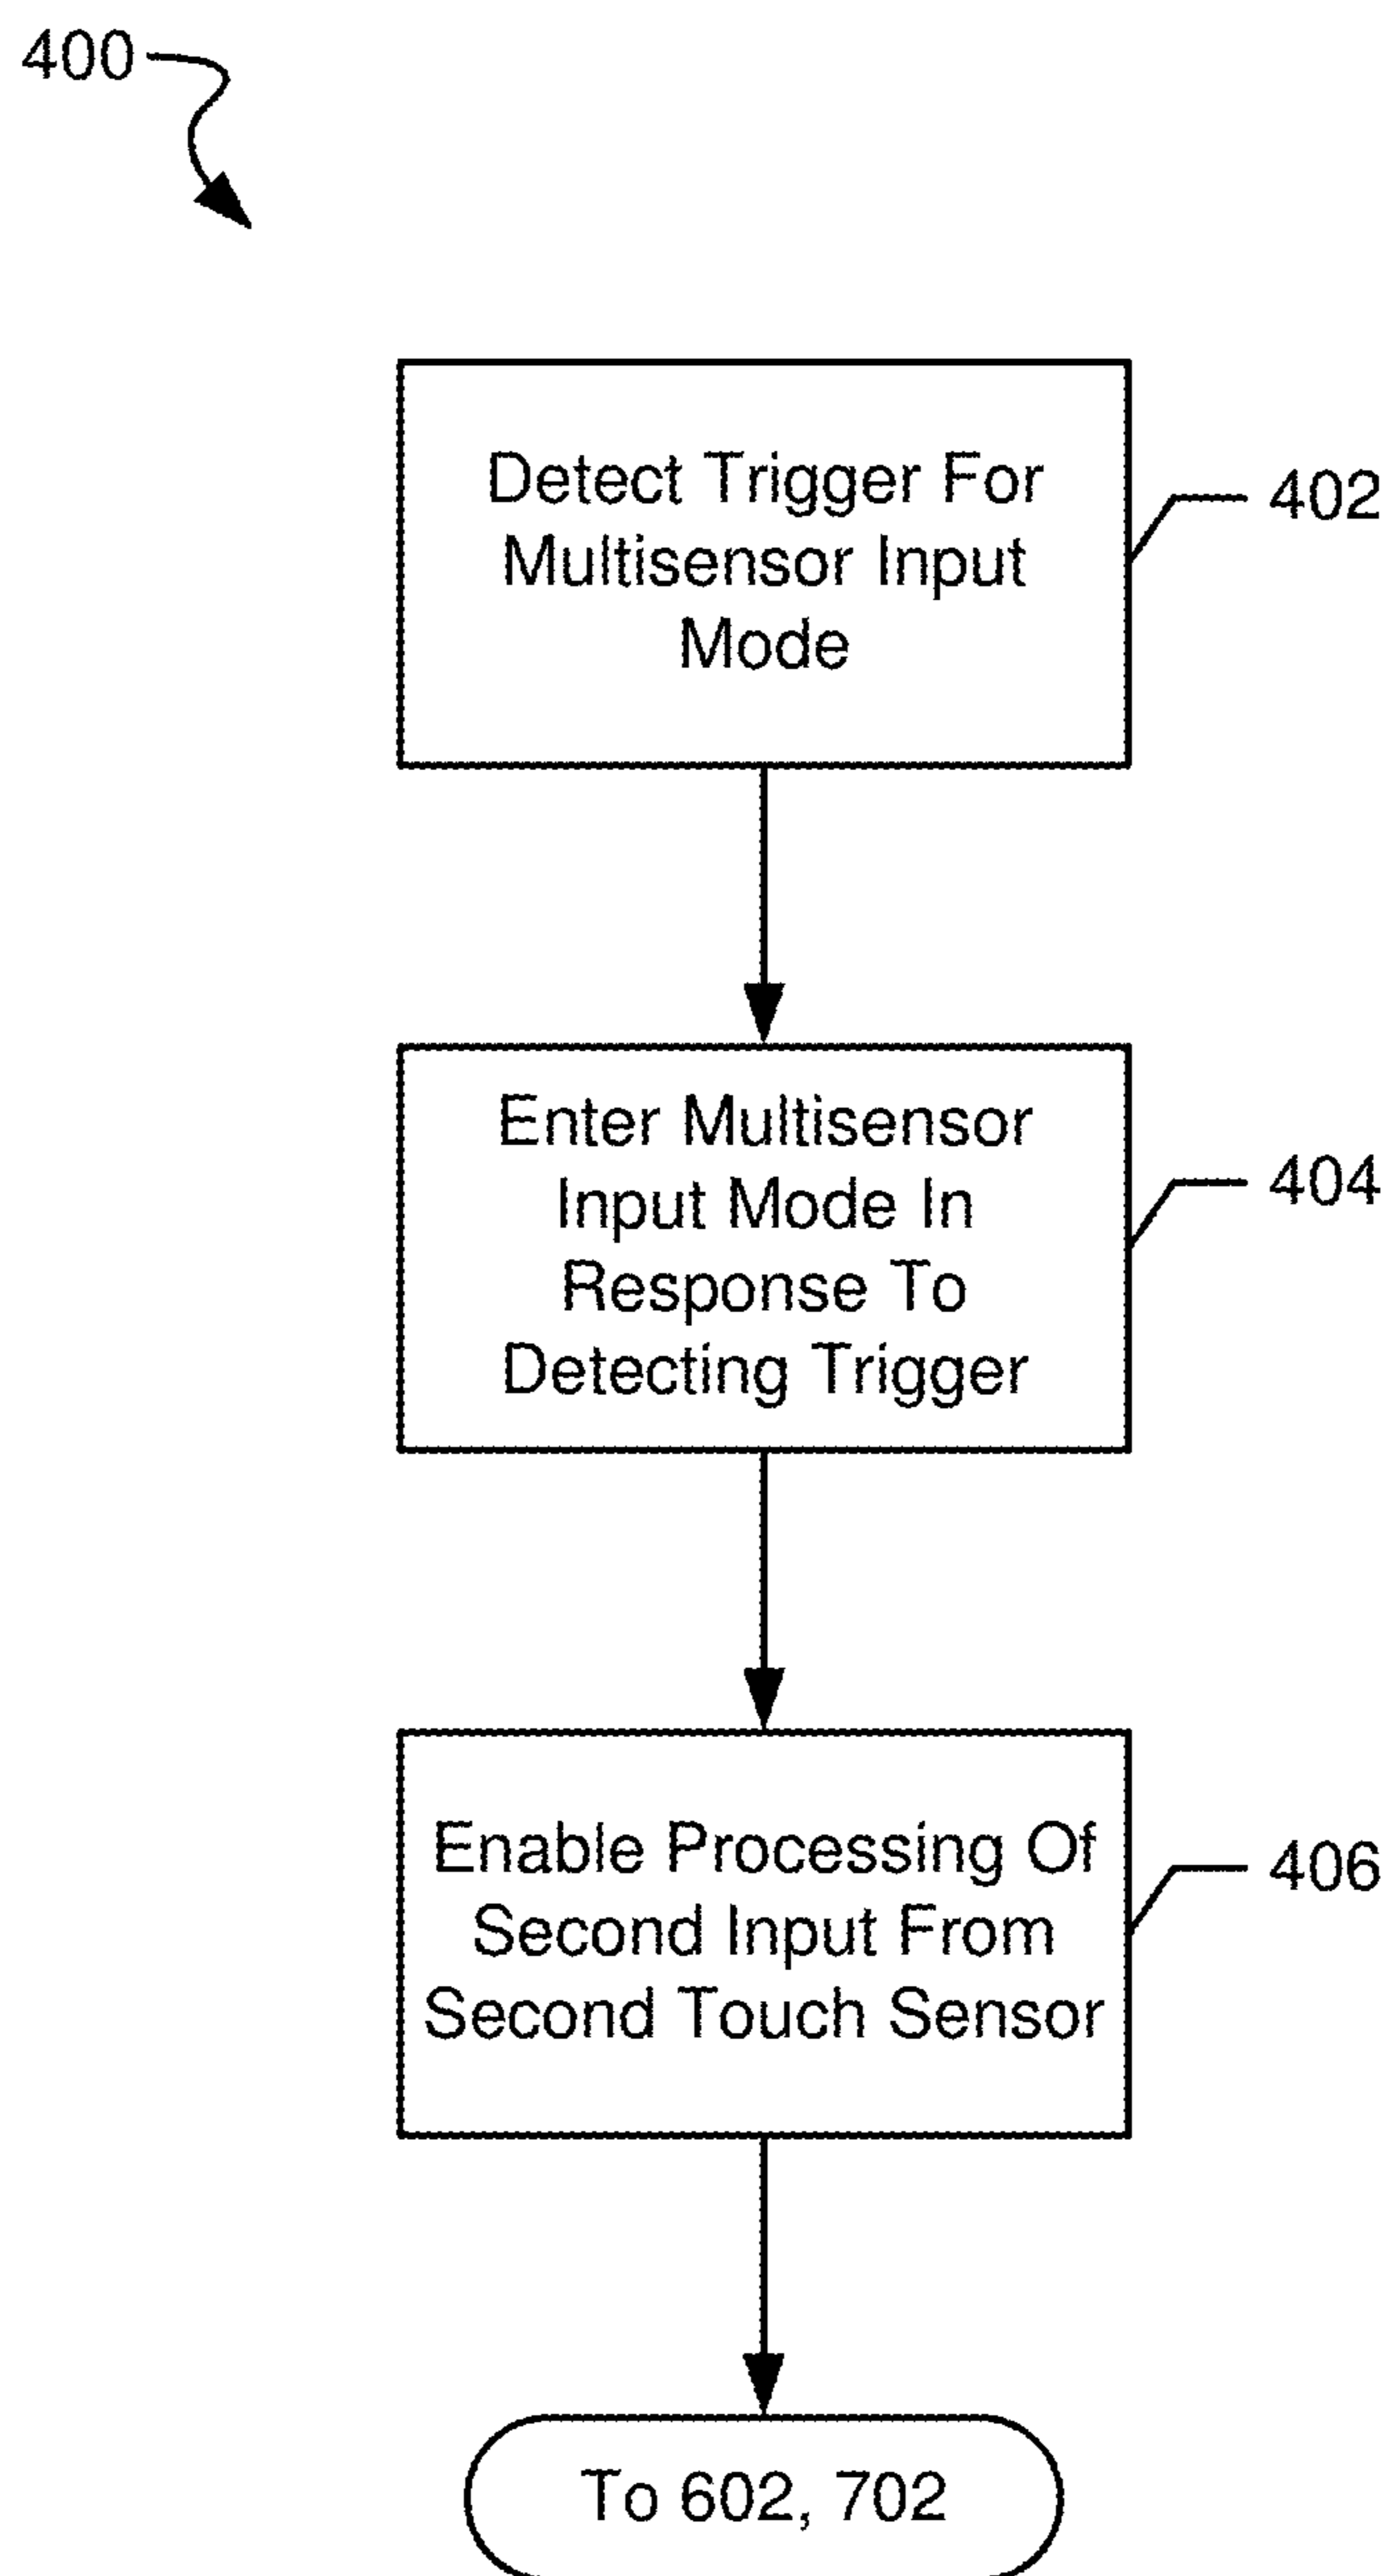 400
Detect Trigger For
Multisensor Input
Mode
402
Enter Multisensor
Input Mode In
Response To
Detecting Trigger
404
Enable Processing Of
Second Input From
Second Touch Sensor
406
To 602, 702